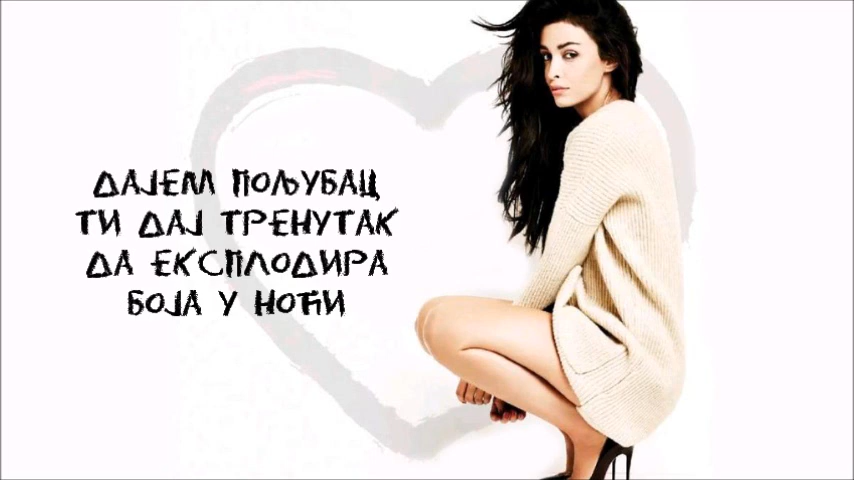 ДАЈЕМ ПОЉУБАЦ
ТИ ДАЈ ТРЕНУТАК
ДА ЕКСПЛОДИРА
БОЈА У НОЋИ